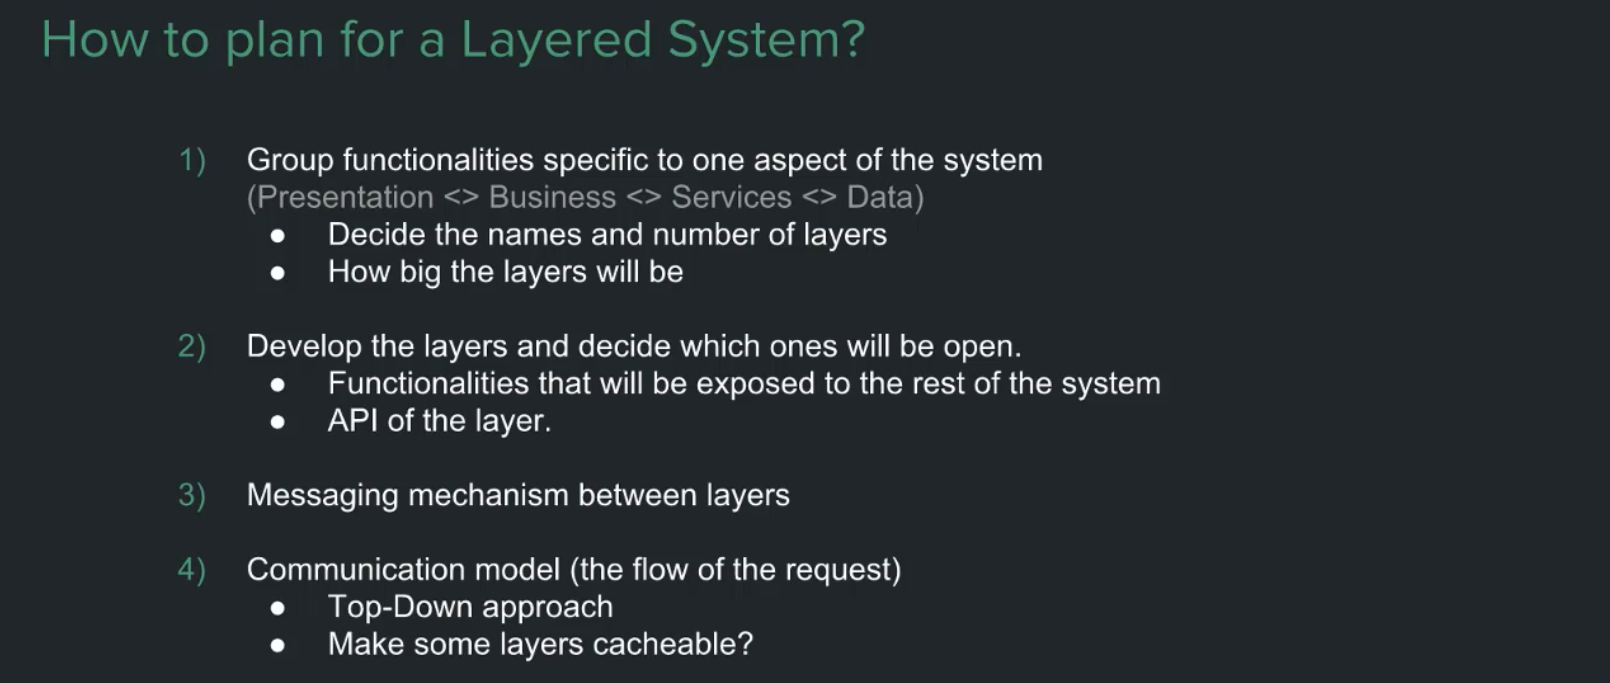 How to plan for a Layered System?
1) Group functionalities specific to one aspect of the system
(Presentation <> Business <> Services <> Data)
● Decide the names and number of layers
● How big the layers will be
2) Develop the layers and decide which ones will be open.
● Functionalities that will be exposed to the rest of the system
● API of the layer.
3) Messaging mechanism between layers
4) Communication model (the flow of the request)
● Top-Down approach
● Make some layers cacheable?